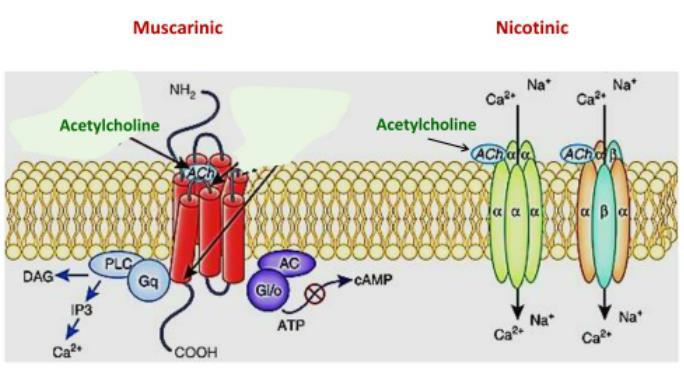 Muscarinic
Nicotinic
NH₂
Acetylcholine
ACh
PLC
Gq
DAG
IP3
Ca²⁺
COOH
AC
GI/o
ATP
cAMP
Acetylcholine
Ca²⁺ Na⁺
ACh α α
α α α
Ca²⁺ Na⁺
Ca²⁺ Na⁺
ACh α β
α β α
Ca²⁺ Na⁺